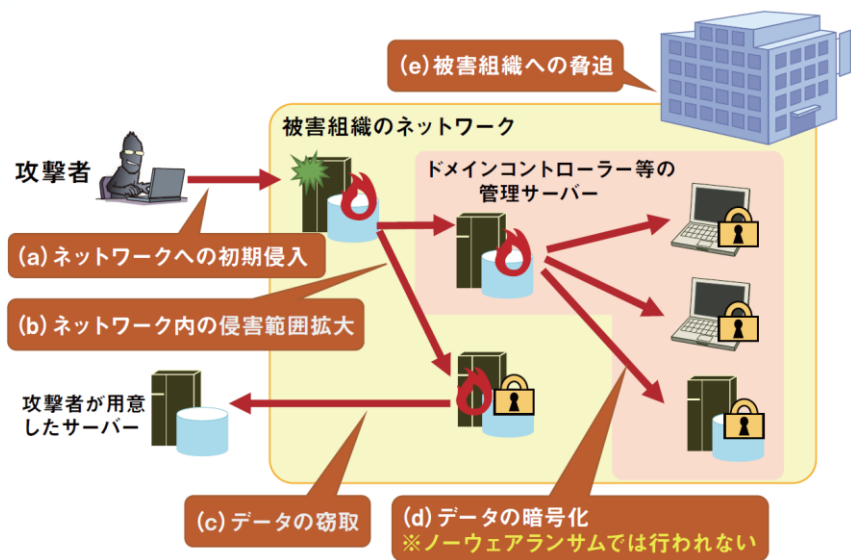 (e)被害組織への脅迫
被害組織のネットワーク
攻撃者
ドメインコントローラー等の
管理サーバー
(a)ネットワークへの初期侵入
(b)ネットワーク内の侵害範囲拡大
攻撃者が用意
したサーバー
(c)データの窃取
(d)データの暗号化
※ノーウェアランサムでは行われない